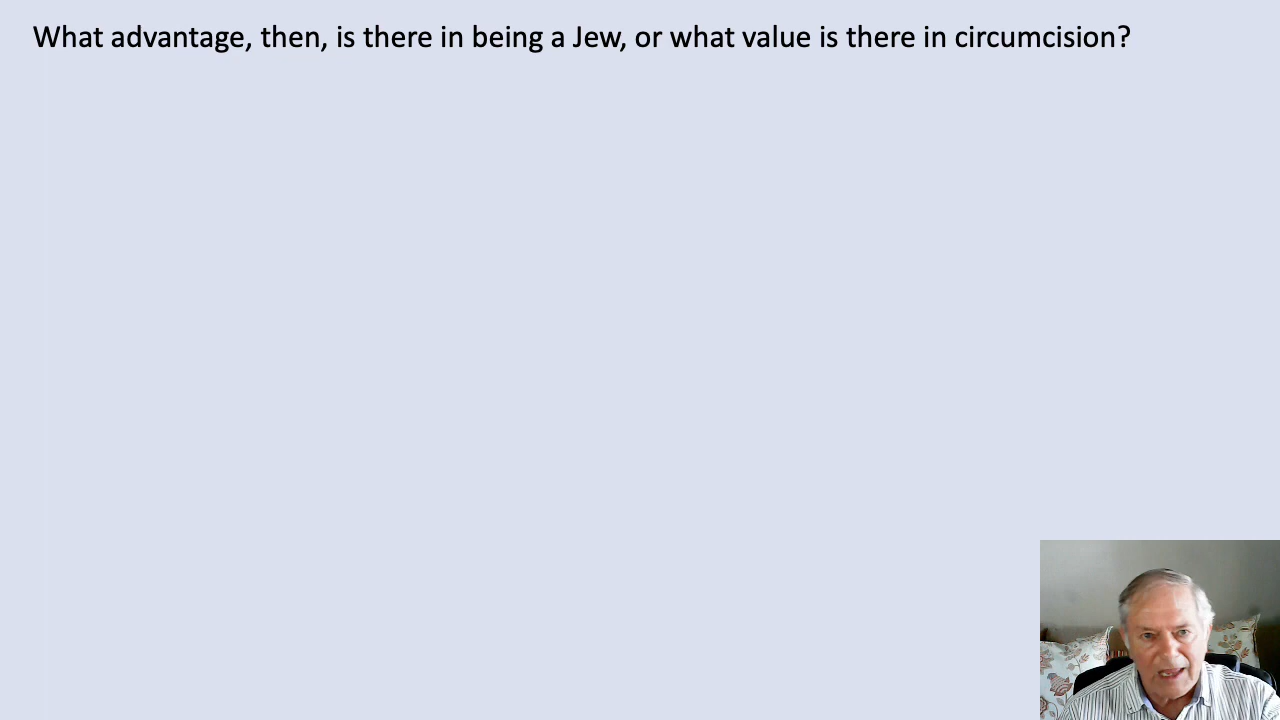 What advantage, then, is there in being a Jew, or what value is there in circumcision?